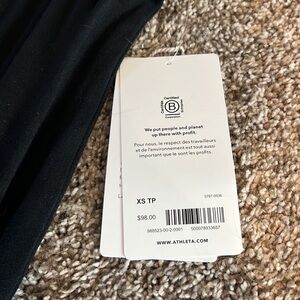 Certified
B
Corporation
We put people and planet
up there with profit.
Pour nous, le respect des travailleurs
et de l'environnement est tout aussi
important que le sont les profits.
XS TP
$98.00
WWW.ATHLETA.COM